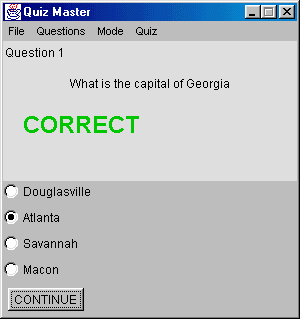 Quiz Master
File Questions Mode Quiz
Question 1
What is the capital of Georgia
CORRECT
Douglasville
Atlanta
Savannah
Macon
CONTINUE